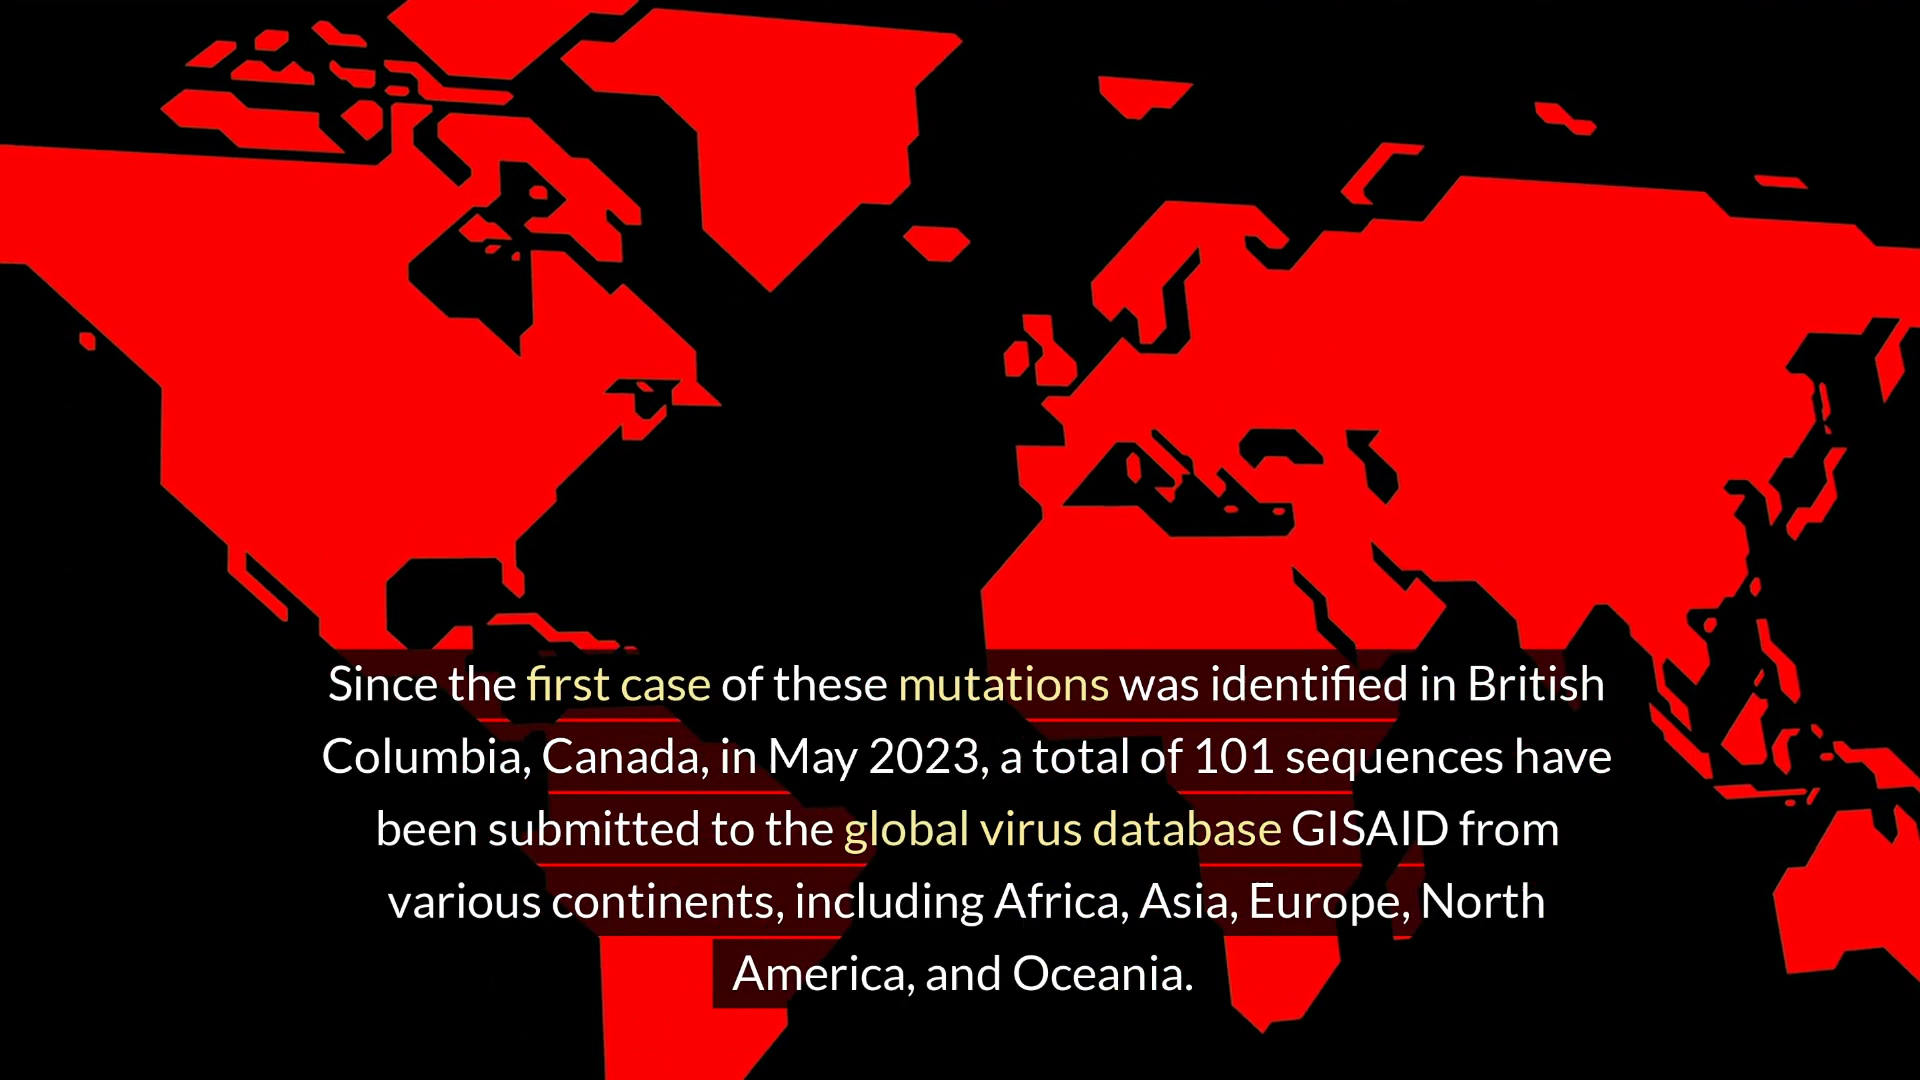 Since the first case of these mutations was identified in British
Columbia, Canada, in May 2023, a total of 101 sequences have
been submitted to the global virus database GISAID from
various continents, including Africa, Asia, Europe, North
America, and Oceania.